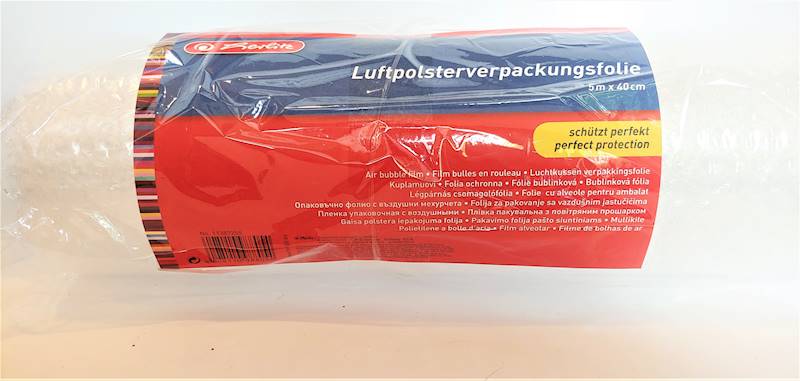 Herlitz
Luftpolsterverpackungsfolie
5m x 40cm
schützt perfekt
perfect protection
Air bubble film • Film bulles en rouleau • Luchtkussen verpakkingsfolie
Kuplamuovi • Folia ochronna • Fólie bublinková • Bublinková fólia
Légpárnás csomagolófólia • Folie cu alveole pentru ambalat
Опаковъчно фолио с въздушни мехурчета • Folija za pakovanje sa vazdušnim jastučićima
Пленка упаковочная с воздушными • Плівка пакувальна з повітряним прошарком
Gaisa polstera iepakojuma folija • Pakavimo folija pašto siuntiniams • Multikile
Polietilene a bolle d'aria • Film alveolar • Filme de bolhas de ar
No.